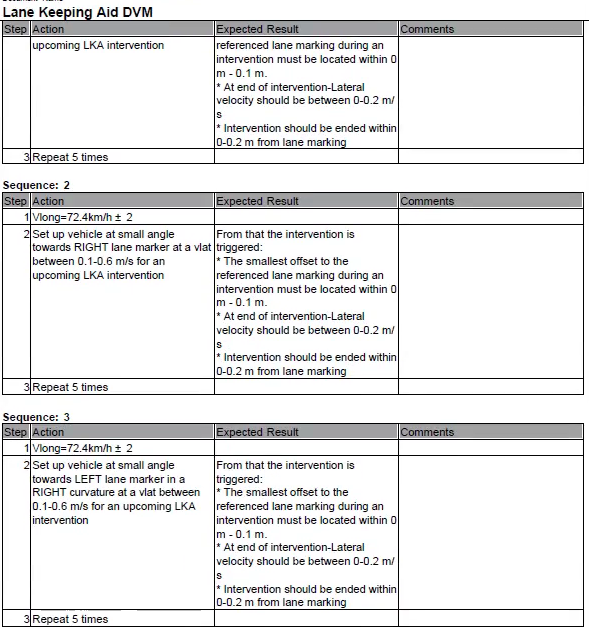 Lane Keeping Aid DVM
Step Action Expected Result Comments
upcoming LKA intervention referenced lane marking during an
intervention must be located within 0
m - 0.1 m.
* At end of intervention-Lateral
velocity should be between 0-0.2 m/
s
* Intervention should be ended within
0-0.2 m from lane marking
3 Repeat 5 times
Sequence: 2
Step Action Expected Result Comments
1 Vlong=72.4km/h ± 2
2 Set up vehicle at small angle From that the intervention is
towards RIGHT lane marker at a vlat triggered:
between 0.1-0.6 m/s for an * The smallest offset to the
upcoming LKA intervention referenced lane marking during an
intervention must be located within 0
m - 0.1 m.
* At end of intervention-Lateral
velocity should be between 0-0.2 m/
s
* Intervention should be ended within
0-0.2 m from lane marking
3 Repeat 5 times
Sequence: 3
Step Action Expected Result Comments
1 Vlong=72.4km/h ± 2
2 Set up vehicle at small angle From that the intervention is
towards LEFT lane marker in a triggered:
RIGHT curvature at a vlat between * The smallest offset to the
0.1-0.6 m/s for an upcoming LKA referenced lane marking during an
intervention intervention must be located within 0
m - 0.1 m.
* At end of intervention-Lateral
velocity should be between 0-0.2 m/
s
* Intervention should be ended within
0-0.2 m from lane marking
3 Repeat 5 times